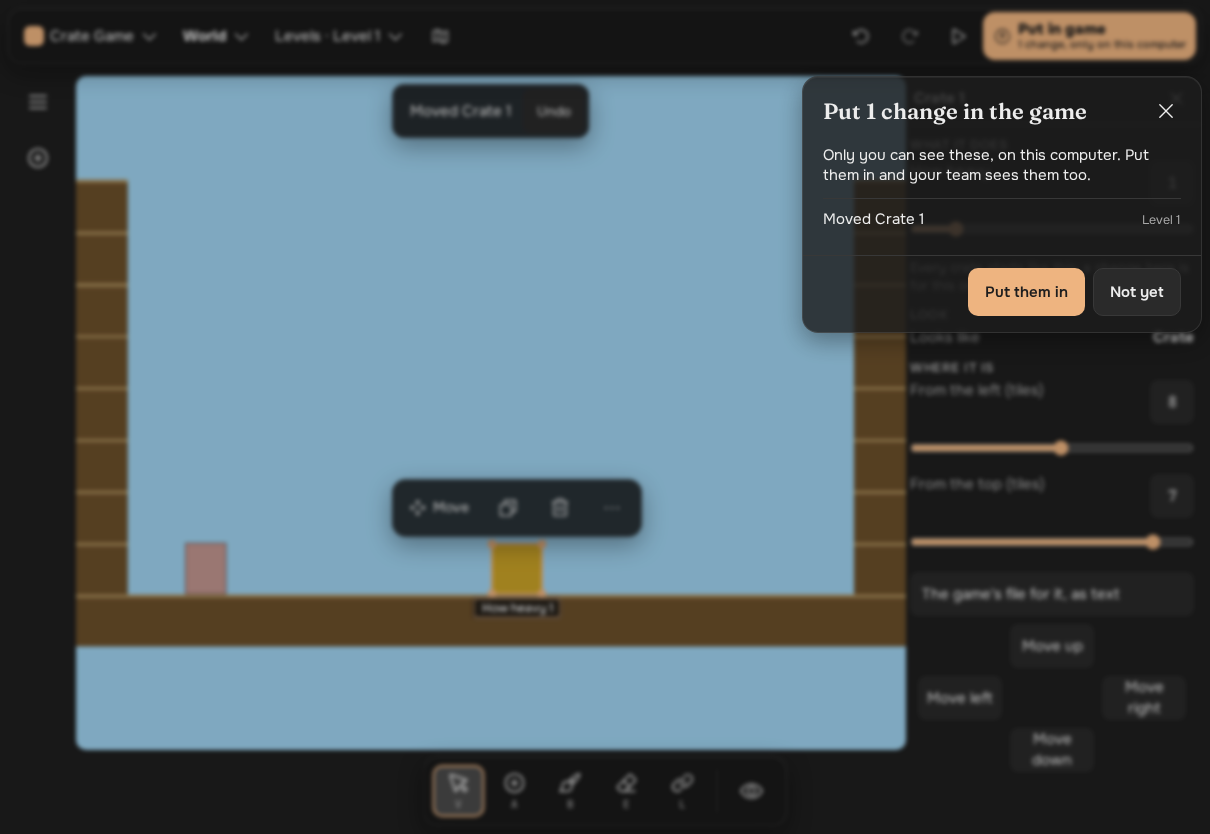 Crate Game
World
Levels · Level 1
Put in game
1 change, only on this computer
Moved Crate 1
Undo
Put 1 change in the game
Only you can see these, on this computer. Put
them in and your team sees them too.
Moved Crate 1
Level 1
Put them in
Not yet
Looks like
Crate
WHERE IT IS
From the left (tiles)
8
From the top (tiles)
7
The game's file for it, as text
Move up
Move left
Move
right
Move
down
Move
How heavy 1
A
B
E
L